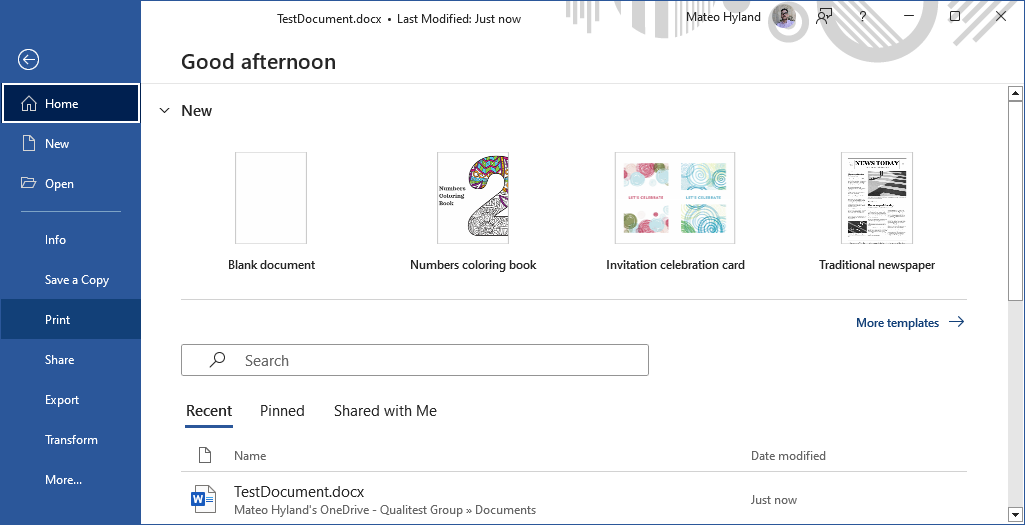 TestDocument.docx • Last Modified: Just now
Mateo Hyland
?
Good afternoon
Home
New
Open
Info
Save a Copy
Print
Share
Export
Transform
More...
New
Numbers
Coloring
Book
2
LET'S CELEBRATE
LET'S CELEBRATE
NEWS TODAY
Blank document
Numbers coloring book
Invitation celebration card
Traditional newspaper
More templates
Search
Recent
Pinned
Shared with Me
Name
Date modified
W
TestDocument.docx
Mateo Hyland's OneDrive - Qualitest Group » Documents
Just now